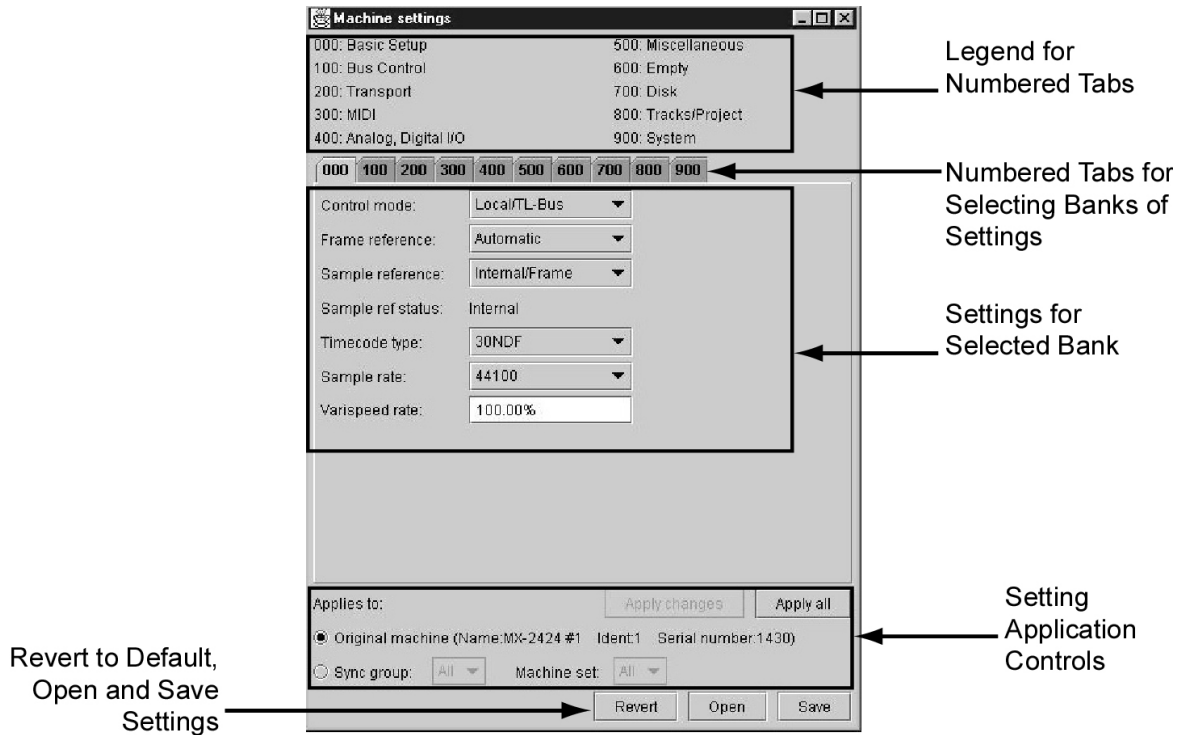 Machine settings
000: Basic Setup 500: Miscellaneous
100: Bus Control 600: Empty
200: Transport 700: Disk
300: MIDI 800: Tracks/Project
400: Analog, Digital I/O 900: System
000 100 200 300 400 500 600 700 800 900
Control mode: Local/TL-Bus
Frame reference: Automatic
Sample reference: Internal/Frame
Sample ref status: Internal
Timecode type: 30NDF
Sample rate: 44100
Varispeed rate: 100.00%
Applies to: Apply changes Apply all
Original machine (Name:MX-2424 #1 Ident:1 Serial number:1430)
Sync group: All Machine set: All
Revert Open Save
Legend for
Numbered Tabs
Numbered Tabs for
Selecting Banks of
Settings
Settings for
Selected Bank
Setting
Application
Controls
Revert to Default,
Open and Save
Settings